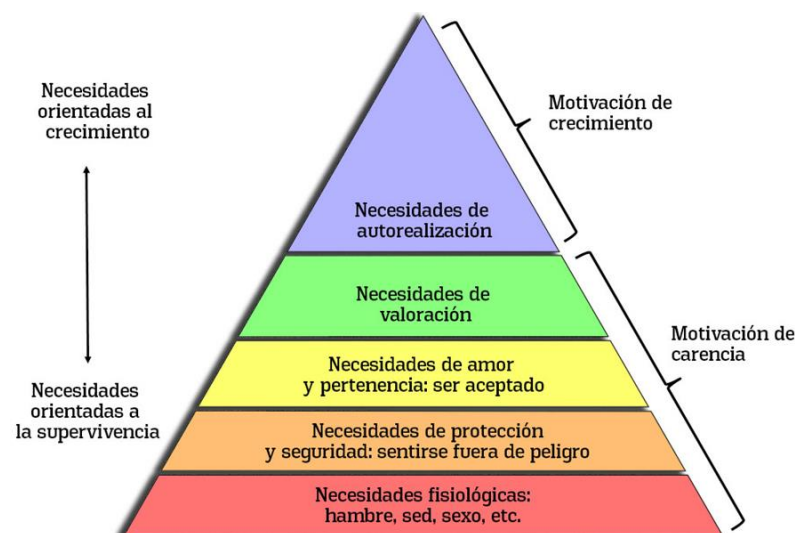 Necesidades
orientadas al
crecimiento
Necesidades
orientadas a
la supervivencia
Necesidades de
autorealización
Necesidades de
valoración
Necesidades de amor
y pertenencia: ser aceptado
Necesidades de protección
y seguridad: sentirse fuera de peligro
Necesidades fisiológicas:
hambre, sed, sexo, etc.
Motivación de
crecimiento
Motivación de
carencia